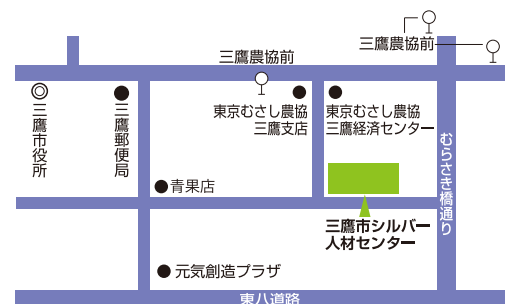 三鷹農協前
三鷹農協前
三鷹市役所
三鷹郵便局
東京むさし農協
三鷹支店
東京むさし農協
三鷹経済センター
むらさき橋通り
青果店
三鷹市シルバー
人材センター
元気創造プラザ
東八道路